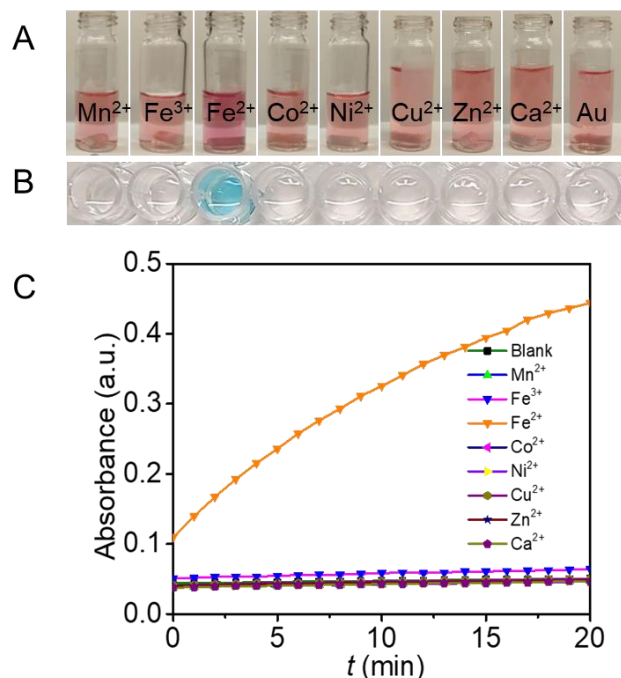 A
Mn²⁺ Fe³⁺ Fe²⁺ Co²⁺ Ni²⁺ Cu²⁺ Zn²⁺ Ca²⁺ Au
B
C
0.5
0.4
0.3
0.2
0.1
0.0
Absorbance (a.u.)
Blank
Mn²⁺
Fe³⁺
Fe²⁺
Co²⁺
Ni²⁺
Cu²⁺
Zn²⁺
Ca²⁺
0 5 10 15 20
t (min)